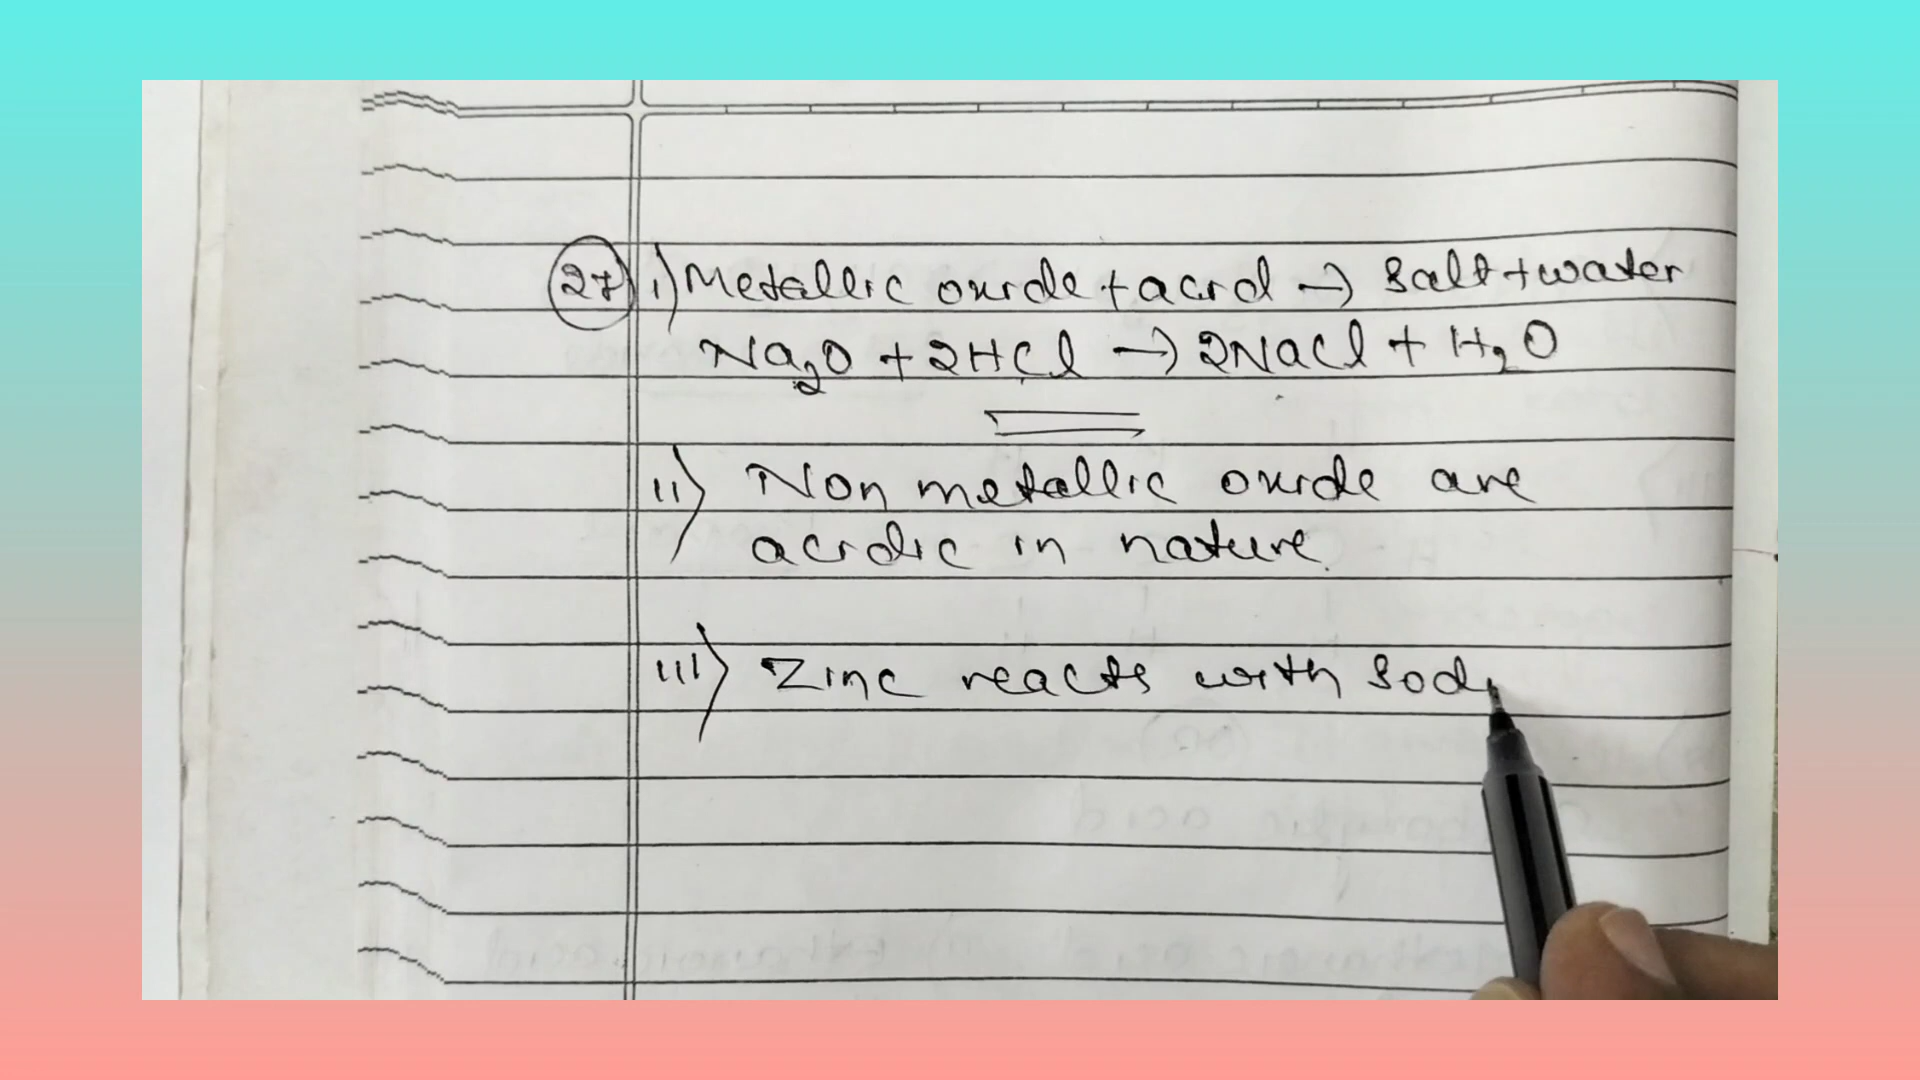 27 i) Metallic oxide + acid → Salt + water
Na₂O + 2HCl → 2NaCl + H₂O
ii) Non metallic oxide are
acidic in nature.
iii) Zinc reacts with Sodi